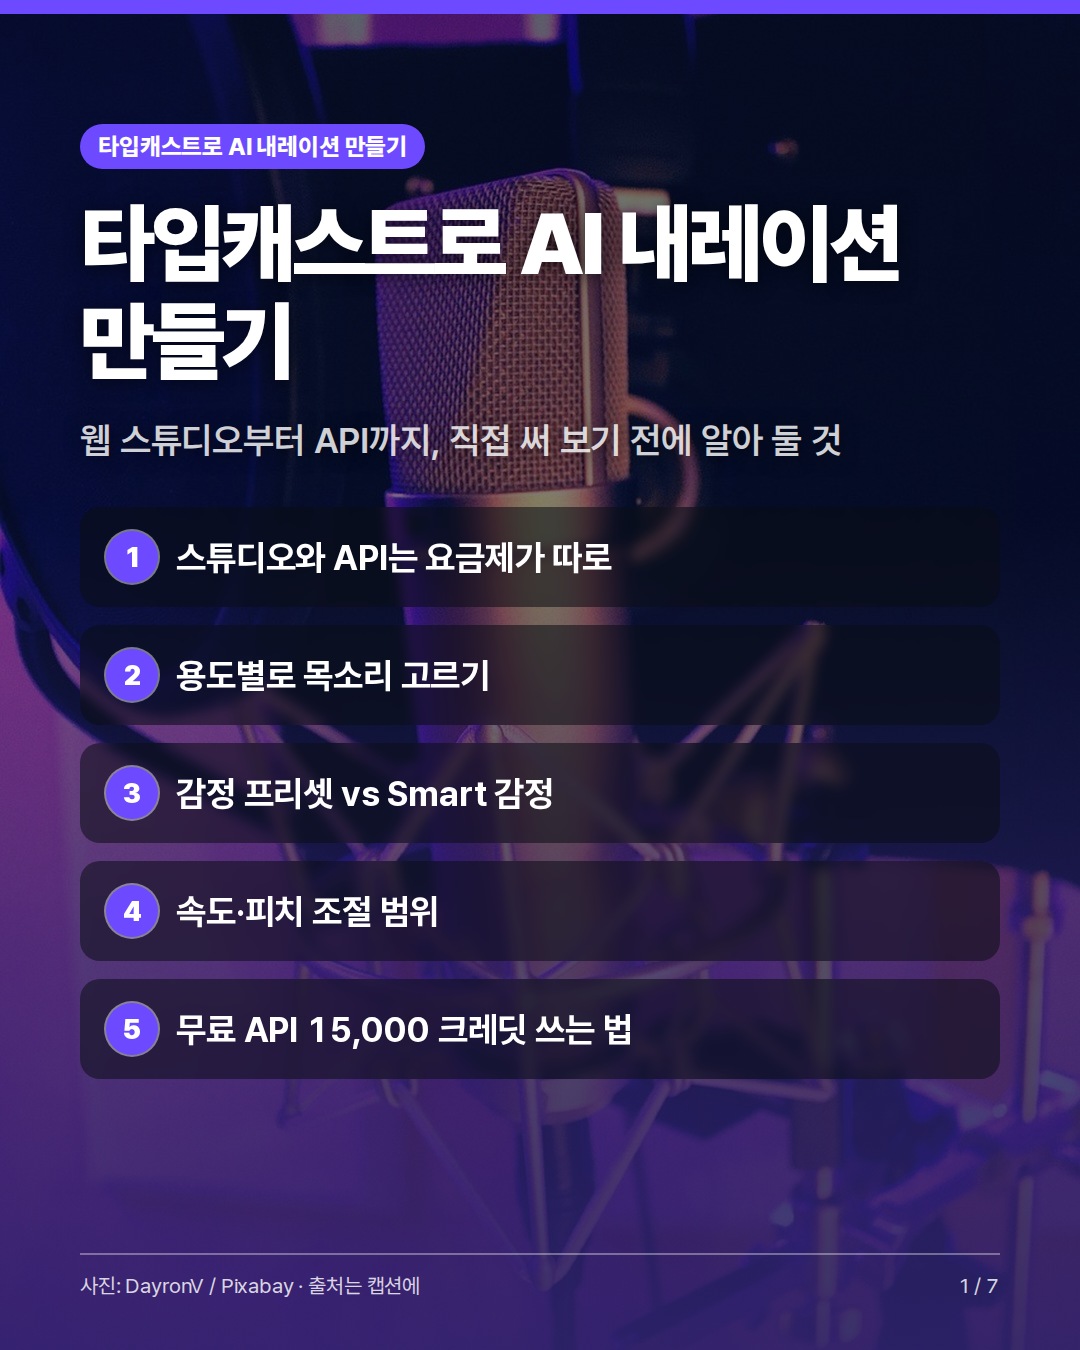 타입캐스트로 AI 내레이션 만들기
타입캐스트로 AI 내레이션
만들기
웹 스튜디오부터 API까지, 직접 써 보기 전에 알아 둘 것
1 스튜디오와 API는 요금제가 따로
2 용도별로 목소리 고르기
3 감정 프리셋 vs Smart 감정
4 속도·피치 조절 범위
5 무료 API 15,000 크레딧 쓰는 법
사진: DayronV / Pixabay · 출처는 캡션에
1 / 7